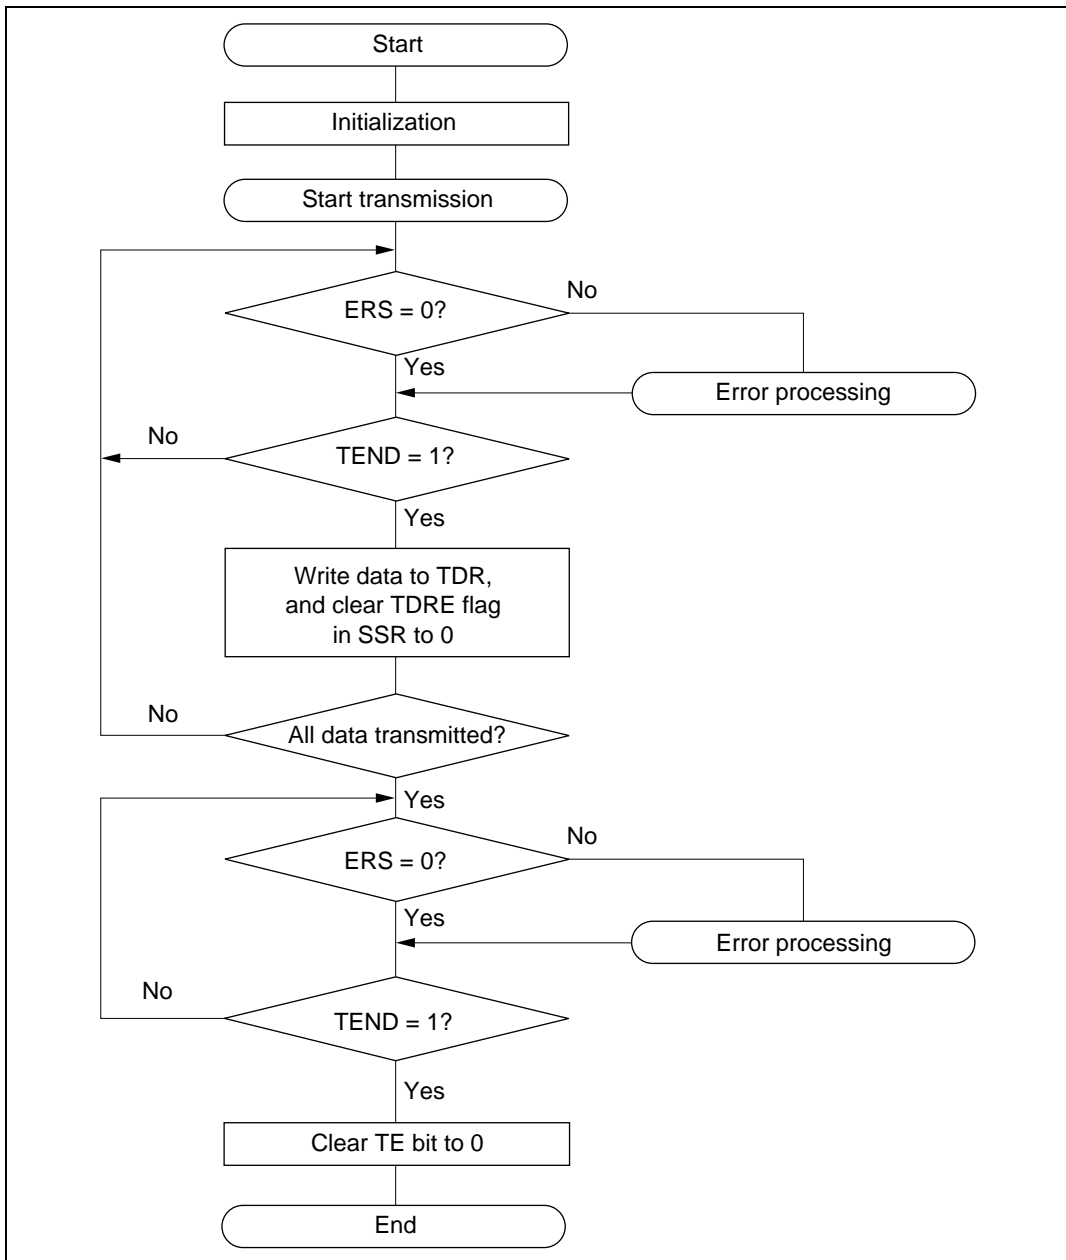 Start
Initialization
Start transmission
ERS = 0?
No
Yes
Error processing
No
TEND = 1?
Yes
Write data to TDR,
and clear TDRE flag
in SSR to 0
No
All data transmitted?
Yes
No
ERS = 0?
Yes
Error processing
No
TEND = 1?
Yes
Clear TE bit to 0
End